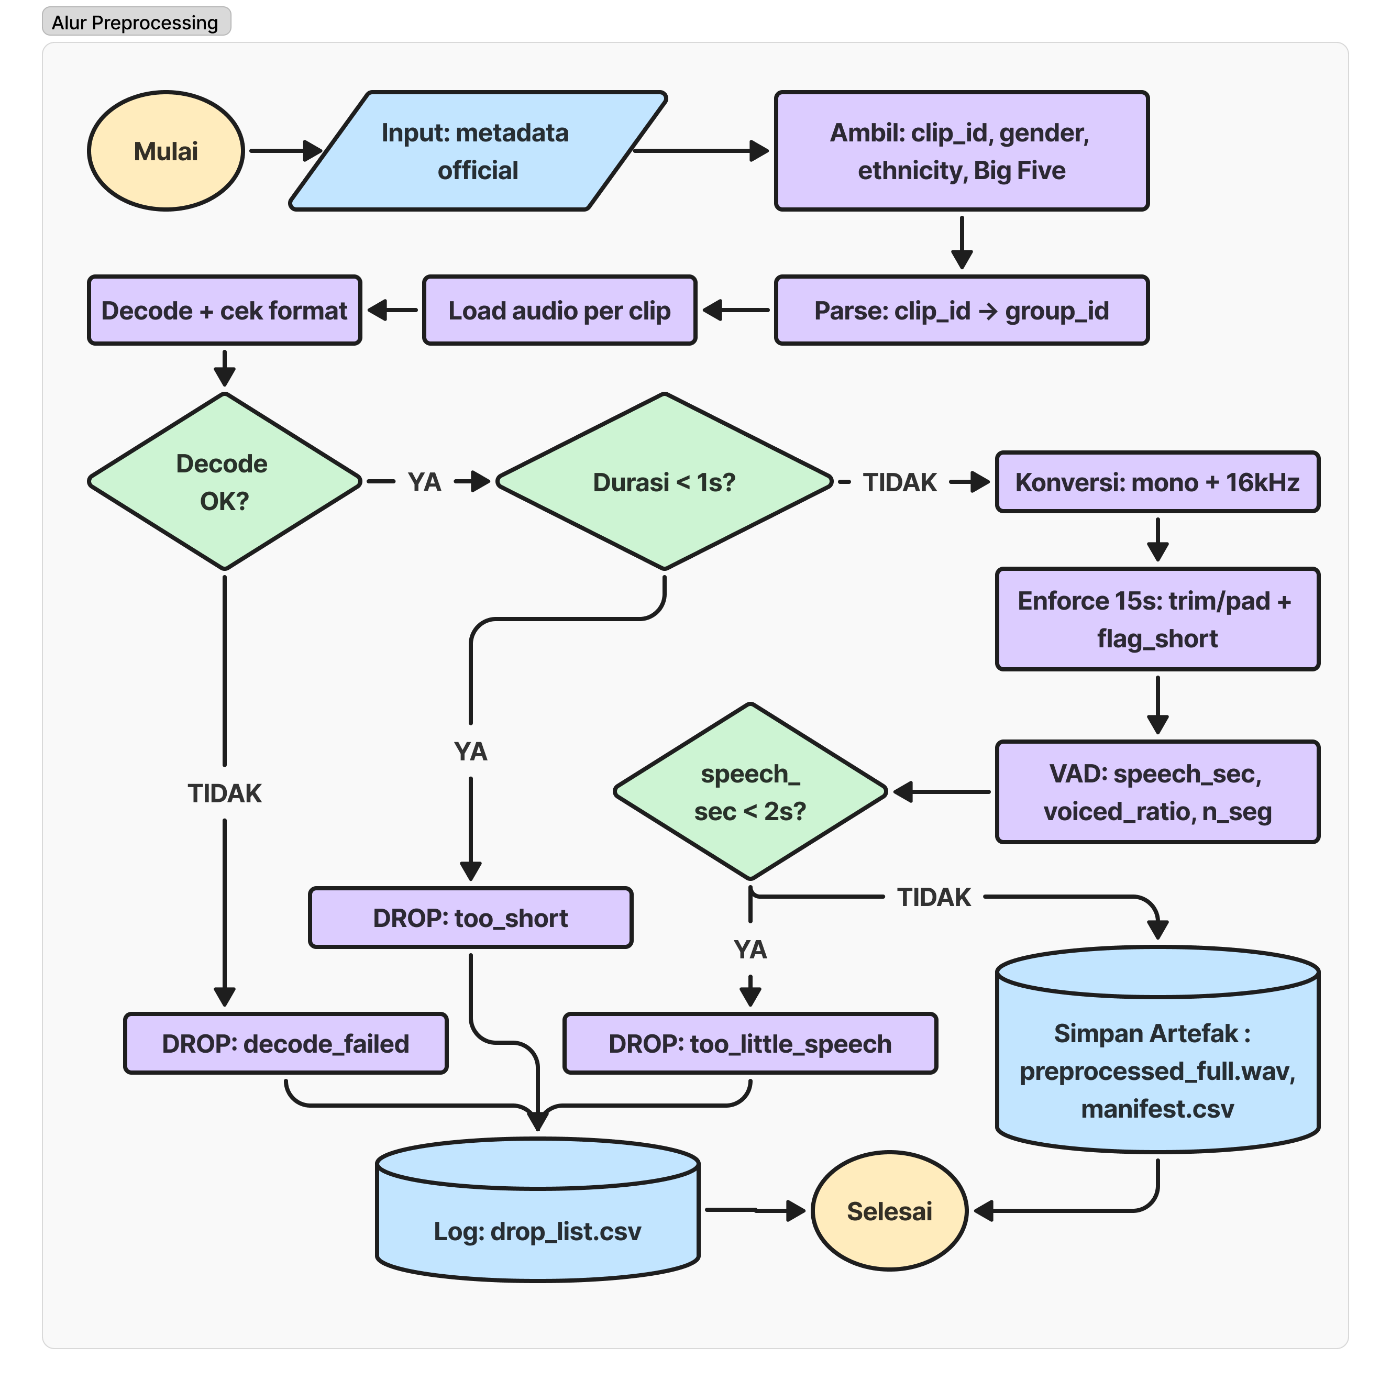 Alur Preprocessing
Mulai
Input: metadata
official
Ambil: clip_id, gender,
ethnicity, Big Five
Decode + cek format
Load audio per clip
Parse: clip_id → group_id
Decode
OK?
YA
Durasi < 1s?
TIDAK
Konversi: mono + 16kHz
Enforce 15s: trim/pad +
flag_short
YA
TIDAK
speech_
sec < 2s?
VAD: speech_sec,
voiced_ratio, n_seg
DROP: too_short
TIDAK
YA
DROP: decode_failed
DROP: too_little_speech
Simpan Artefak :
preprocessed_full.wav,
manifest.csv
Log: drop_list.csv
Selesai